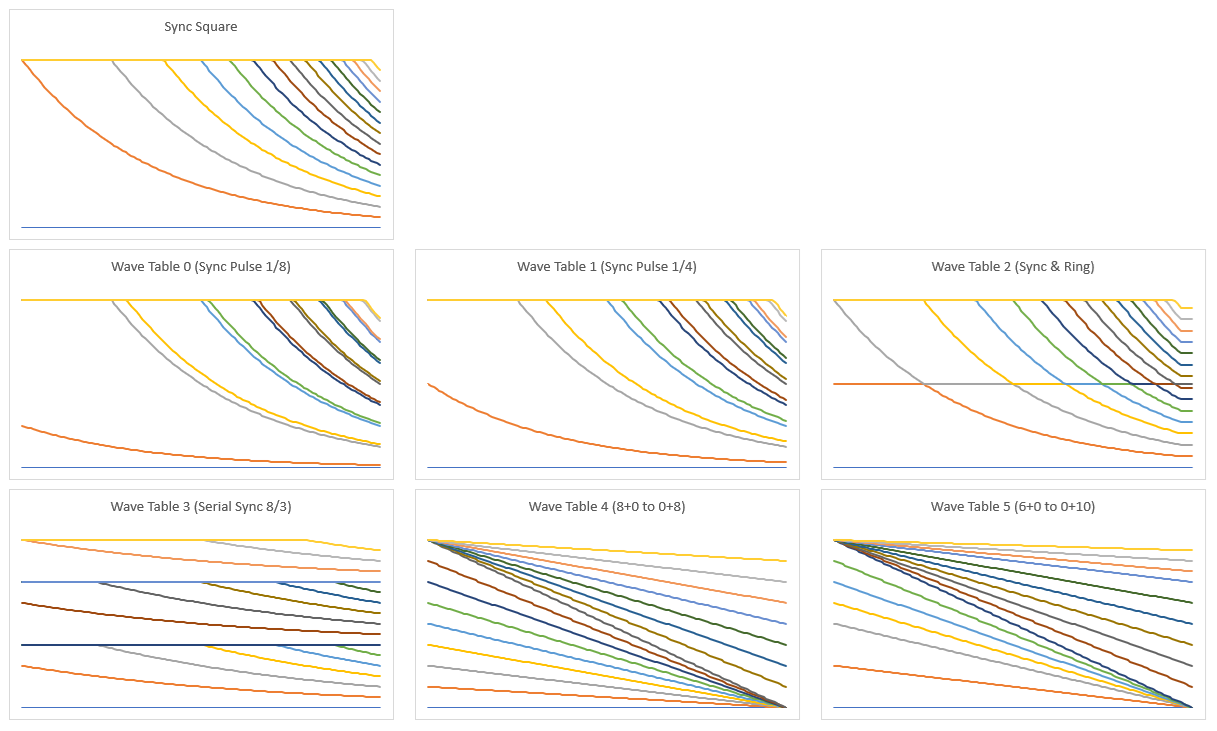 Sync Square
Wave Table 0 (Sync Pulse 1/8)
Wave Table 1 (Sync Pulse 1/4)
Wave Table 2 (Sync & Ring)
Wave Table 3 (Serial Sync 8/3)
Wave Table 4 (8+0 to 0+8)
Wave Table 5 (6+0 to 0+10)